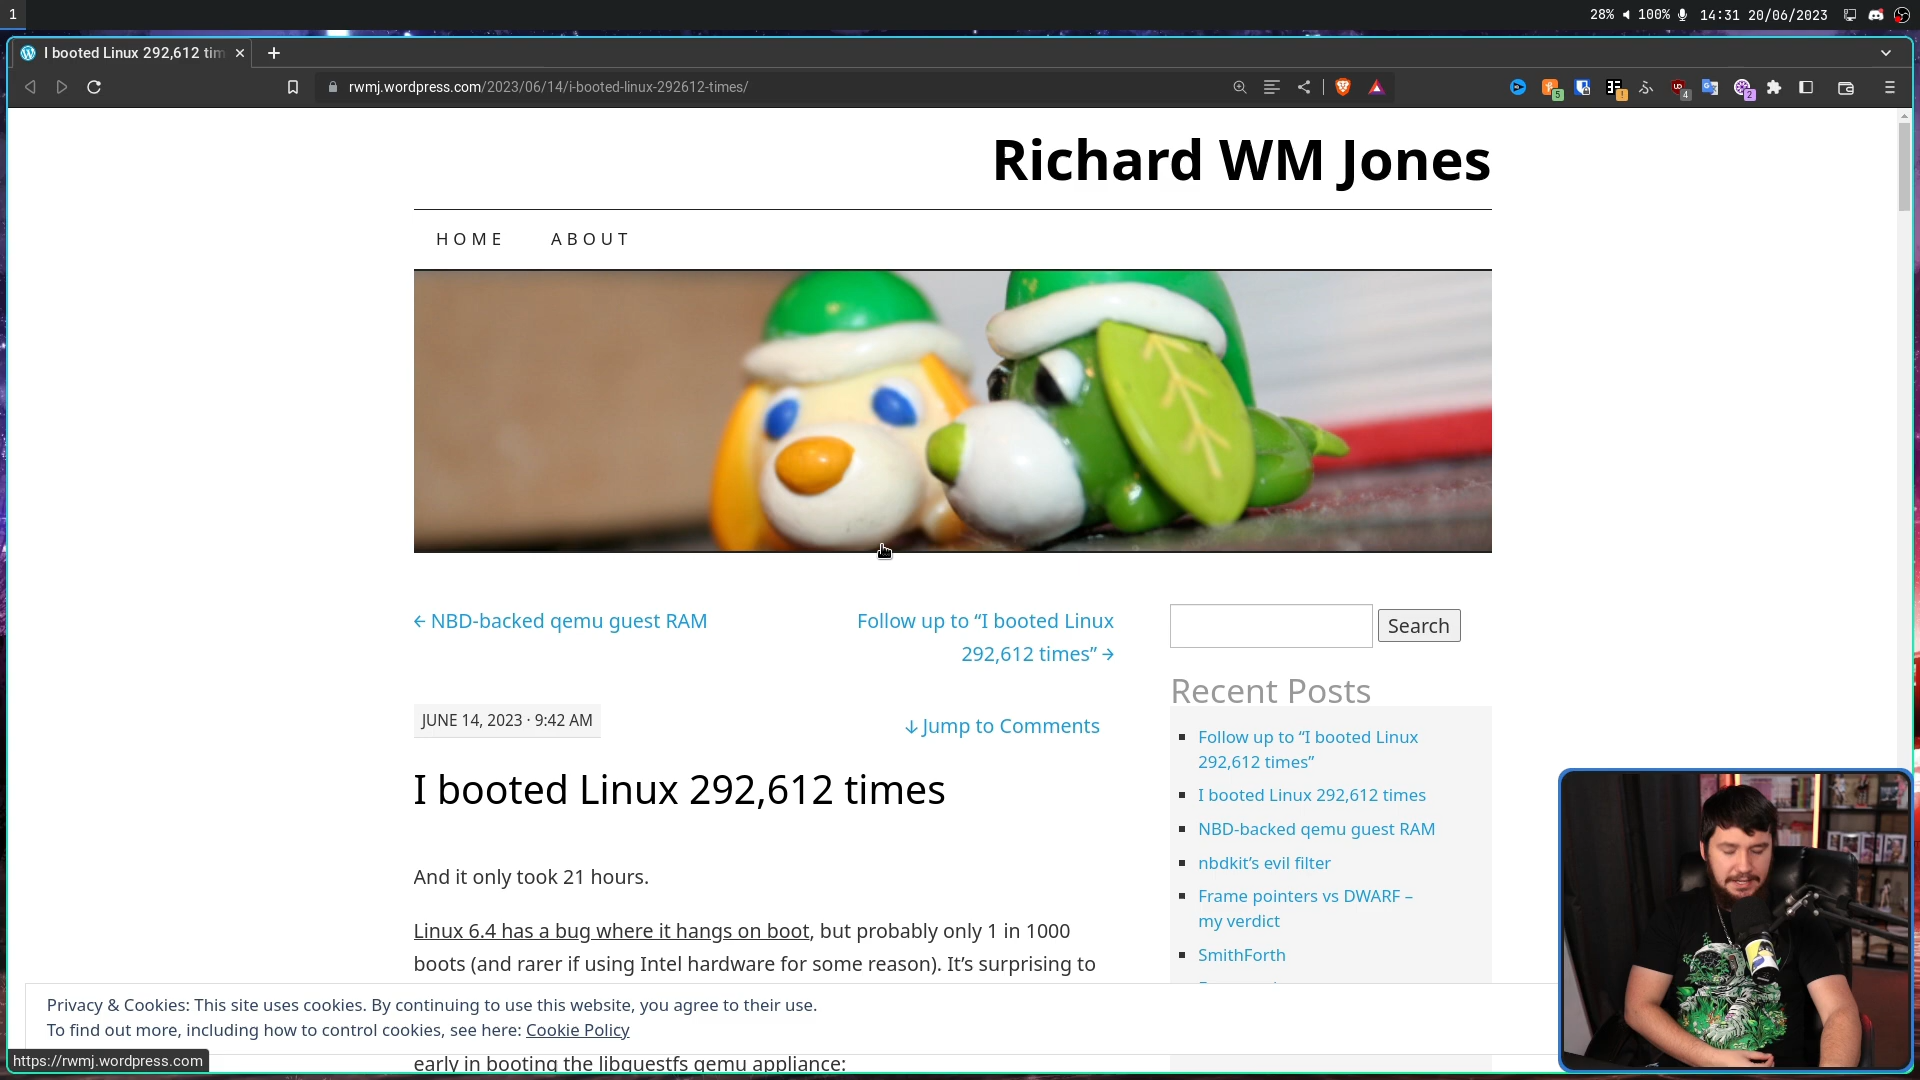 1
28% 100% 14:31 20/06/2023
I booted Linux 292,612 tim
rwmj.wordpress.com/2023/06/14/i-booted-linux-292612-times/
5
4
2
Richard WM Jones
HOME ABOUT
← NBD-backed qemu guest RAM
Follow up to “I booted Linux
292,612 times” →
Search
Recent Posts
JUNE 14, 2023 · 9:42 AM
↓ Jump to Comments
Follow up to “I booted Linux
292,612 times”
I booted Linux 292,612 times
I booted Linux 292,612 times
NBD-backed qemu guest RAM
nbdkit’s evil filter
Frame pointers vs DWARF –
my verdict
SmithForth
And it only took 21 hours.
Linux 6.4 has a bug where it hangs on boot, but probably only 1 in 1000
boots (and rarer if using Intel hardware for some reason). It’s surprising to
Privacy & Cookies: This site uses cookies. By continuing to use this website, you agree to their use.
To find out more, including how to control cookies, see here: Cookie Policy
https://rwmj.wordpress.com
early in booting the libguestfs qemu appliance: